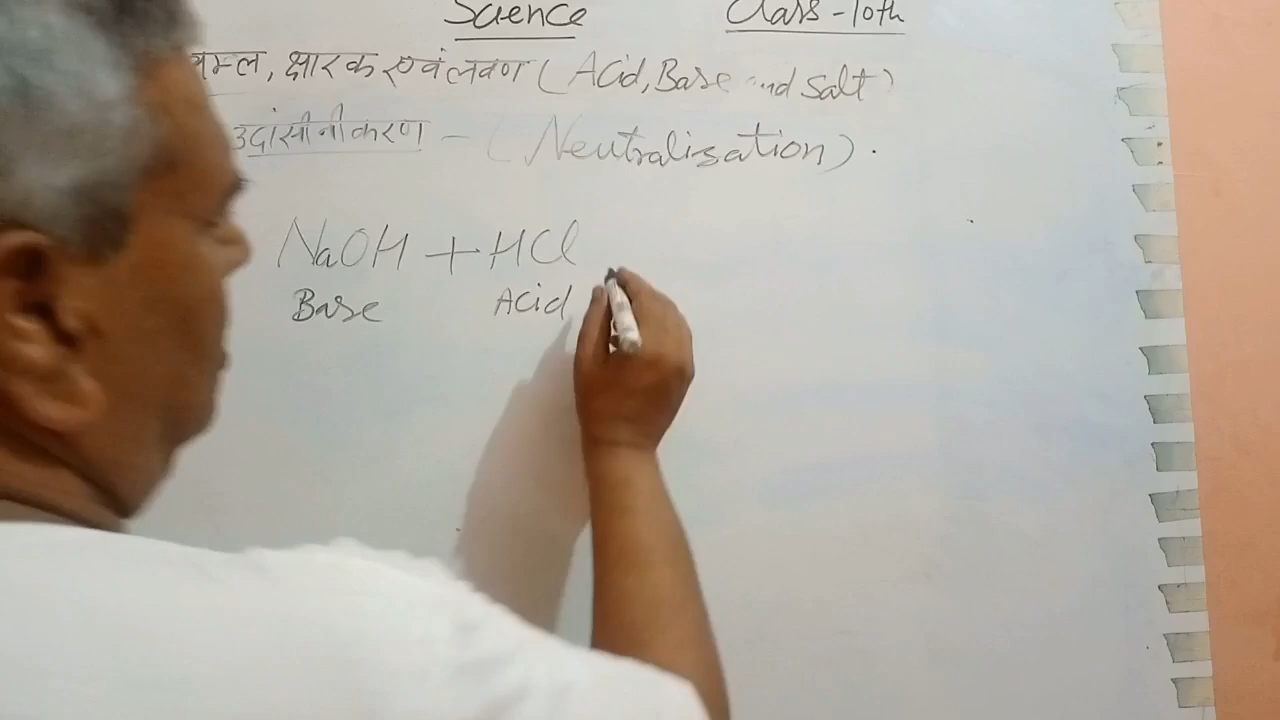 Science Class-10th
अम्ल, क्षारक एवं लवण (Acid, Base and Salt)
उदासीनीकरण - (Neutralisation).
NaOH + HCl
Base Acid